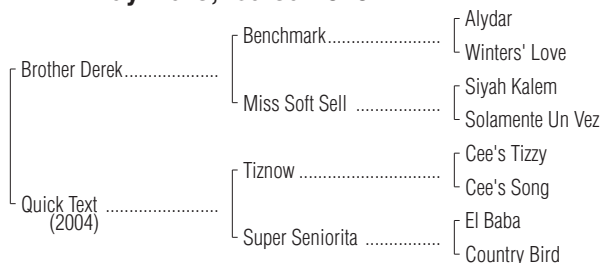 Benchmark
Alydar
Winters' Love
Brother Derek
Miss Soft Sell
Siyah Kalem
Solamente Un Vez
Tiznow
Cee's Tizzy
Cee's Song
Quick Text
(2004)
Super Seniorita
El Baba
Country Bird